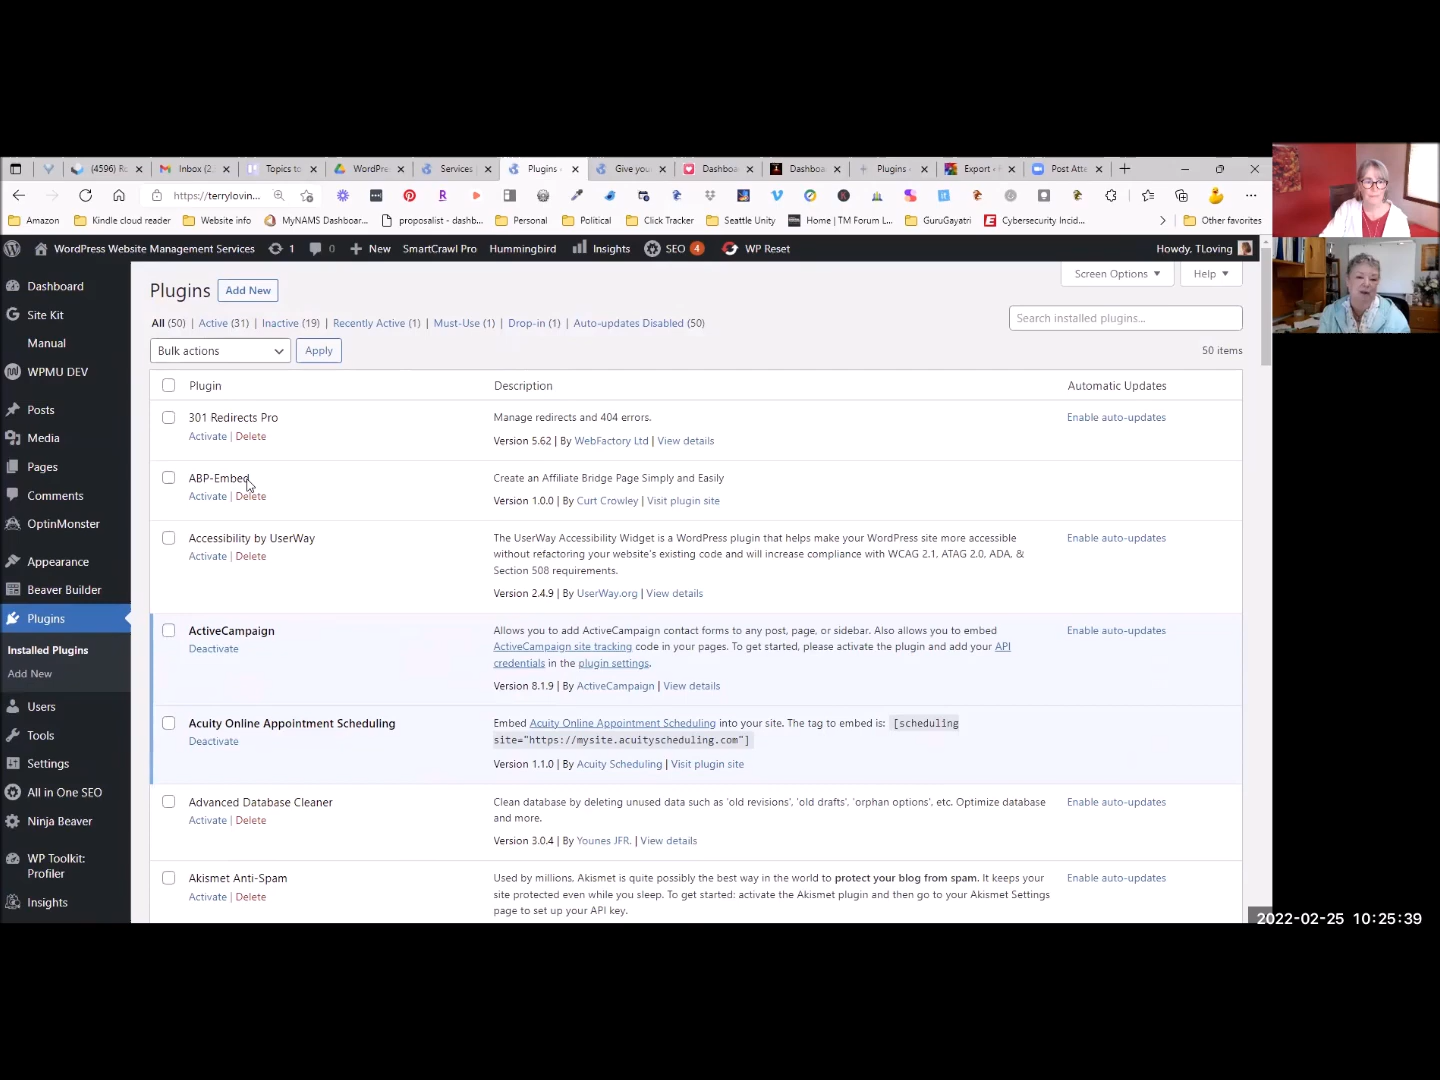 (4596) R
Inbox (2
Topics to
WordPre
Services
Plugins
Give you
Dashboa
Dashboa
Plugins
Export
Post Atte
https://terrylovin...
Amazon
Kindle cloud reader
Website info
MyNAMS Dashboar...
proposalist - dashb...
Personal
Political
Click Tracker
Seattle Unity
Home | TM Forum L...
GuruGayatri
Cybersecurity Incid...
Other favorites
WordPress Website Management Services
1
0
New
SmartCrawl Pro
Hummingbird
Insights
SEO 4
WP Reset
Howdy, TLoving
Dashboard
Site Kit
Manual
WPMU DEV
Posts
Media
Pages
Comments
OptinMonster
Appearance
Beaver Builder
Plugins
Installed Plugins
Add New
Users
Tools
Settings
All in One SEO
Ninja Beaver
WP Toolkit:
Profiler
Insights
Screen Options
Help
Plugins
Add New
All (50) | Active (31) | Inactive (19) | Recently Active (1) | Must-Use (1) | Drop-in (1) | Auto-updates Disabled (50)
Search installed plugins...
Bulk actions
Apply
50 items
Plugin
Description
Automatic Updates
301 Redirects Pro
Activate | Delete
Manage redirects and 404 errors.
Version 5.62 | By WebFactory Ltd | View details
Enable auto-updates
ABP-Embed
Activate | Delete
Create an Affiliate Bridge Page Simply and Easily
Version 1.0.0 | By Curt Crowley | Visit plugin site
Accessibility by UserWay
Activate | Delete
The UserWay Accessibility Widget is a WordPress plugin that helps make your WordPress site more accessible
without refactoring your website's existing code and will increase compliance with WCAG 2.1, ATAG 2.0, ADA, &
Section 508 requirements.
Version 2.4.9 | By UserWay.org | View details
Enable auto-updates
ActiveCampaign
Deactivate
Allows you to add ActiveCampaign contact forms to any post, page, or sidebar. Also allows you to embed
ActiveCampaign site tracking code in your pages. To get started, please activate the plugin and add your API
credentials in the plugin settings.
Version 8.1.9 | By ActiveCampaign | View details
Enable auto-updates
Acuity Online Appointment Scheduling
Deactivate
Embed Acuity Online Appointment Scheduling into your site. The tag to embed is: [scheduling
site="https://mysite.acuityscheduling.com"]
Version 1.1.0 | By Acuity Scheduling | Visit plugin site
Advanced Database Cleaner
Activate | Delete
Clean database by deleting unused data such as 'old revisions', 'old drafts', 'orphan options', etc. Optimize database
and more.
Version 3.0.4 | By Younes JFR. | View details
Enable auto-updates
Akismet Anti-Spam
Activate | Delete
Used by millions. Akismet is quite possibly the best way in the world to protect your blog from spam. It keeps your
site protected even while you sleep. To get started: activate the Akismet plugin and then go to your Akismet Settings
page to set up your API key.
Enable auto-updates
2022-02-25 10:25:39